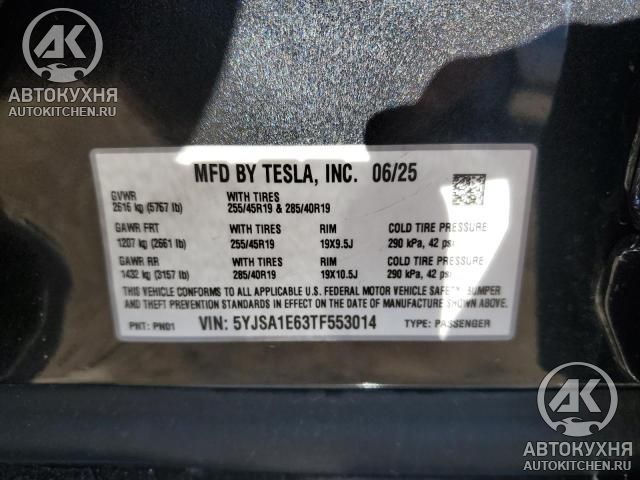 AK
АВТОКУХНЯ
AUTOKITCHEN.RU
MFD BY TESLA, INC. 06/25
GVWR WITH TIRES
2616 kg (5767 lb) 255/45R19 & 285/40R19
GAWR FRT WITH TIRES RIM COLD TIRE PRESSURE
1207 kg (2661 lb) 255/45R19 19X9.5J 290 kPa, 42 psi
GAWR RR WITH TIRES RIM COLD TIRE PRESSURE
1432 kg (3157 lb) 285/40R19 19X10.5J 290 kPa, 42 psi
THIS VEHICLE CONFORMS TO ALL APPLICABLE U.S. FEDERAL MOTOR VEHICLE SAFETY, BUMPER
AND THEFT PREVENTION STANDARDS IN EFFECT ON THE DATE OF MANUFACTURE SHOWN ABOVE.
PNT: PN01 VIN: 5YJSA1E63TF553014 TYPE: PASSENGER
AK
АВТОКУХНЯ
AUTOKITCHEN.RU